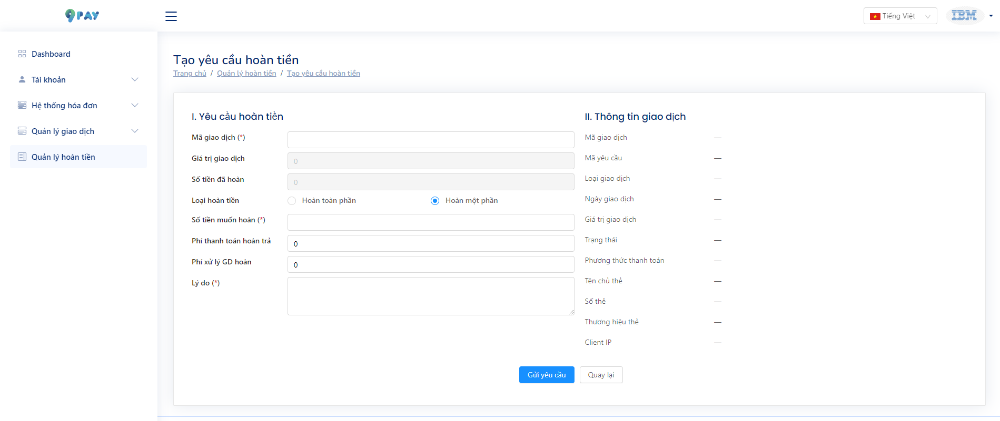 9PAY
Tiếng Việt
IBM
Dashboard
Tài khoản
Hệ thống hóa đơn
Quản lý giao dịch
Quản lý hoàn tiền
Tạo yêu cầu hoàn tiền
Trang chủ / Quản lý hoàn tiền / Tạo yêu cầu hoàn tiền
I. Yêu cầu hoàn tiền
Mã giao dịch (*)
Giá trị giao dịch
0
Số tiền đã hoàn
0
Loại hoàn tiền
Hoàn toàn phần
Hoàn một phần
Số tiền muốn hoàn (*)
Phí thanh toán hoàn trả
0
Phí xử lý GD hoàn
0
Lý do (*)
II. Thông tin giao dịch
Mã giao dịch —
Mã yêu cầu —
Loại giao dịch —
Ngày giao dịch —
Giá trị giao dịch —
Trạng thái —
Phương thức thanh toán —
Tên chủ thẻ —
Số thẻ —
Thương hiệu thẻ —
Client IP —
Gửi yêu cầu
Quay lại